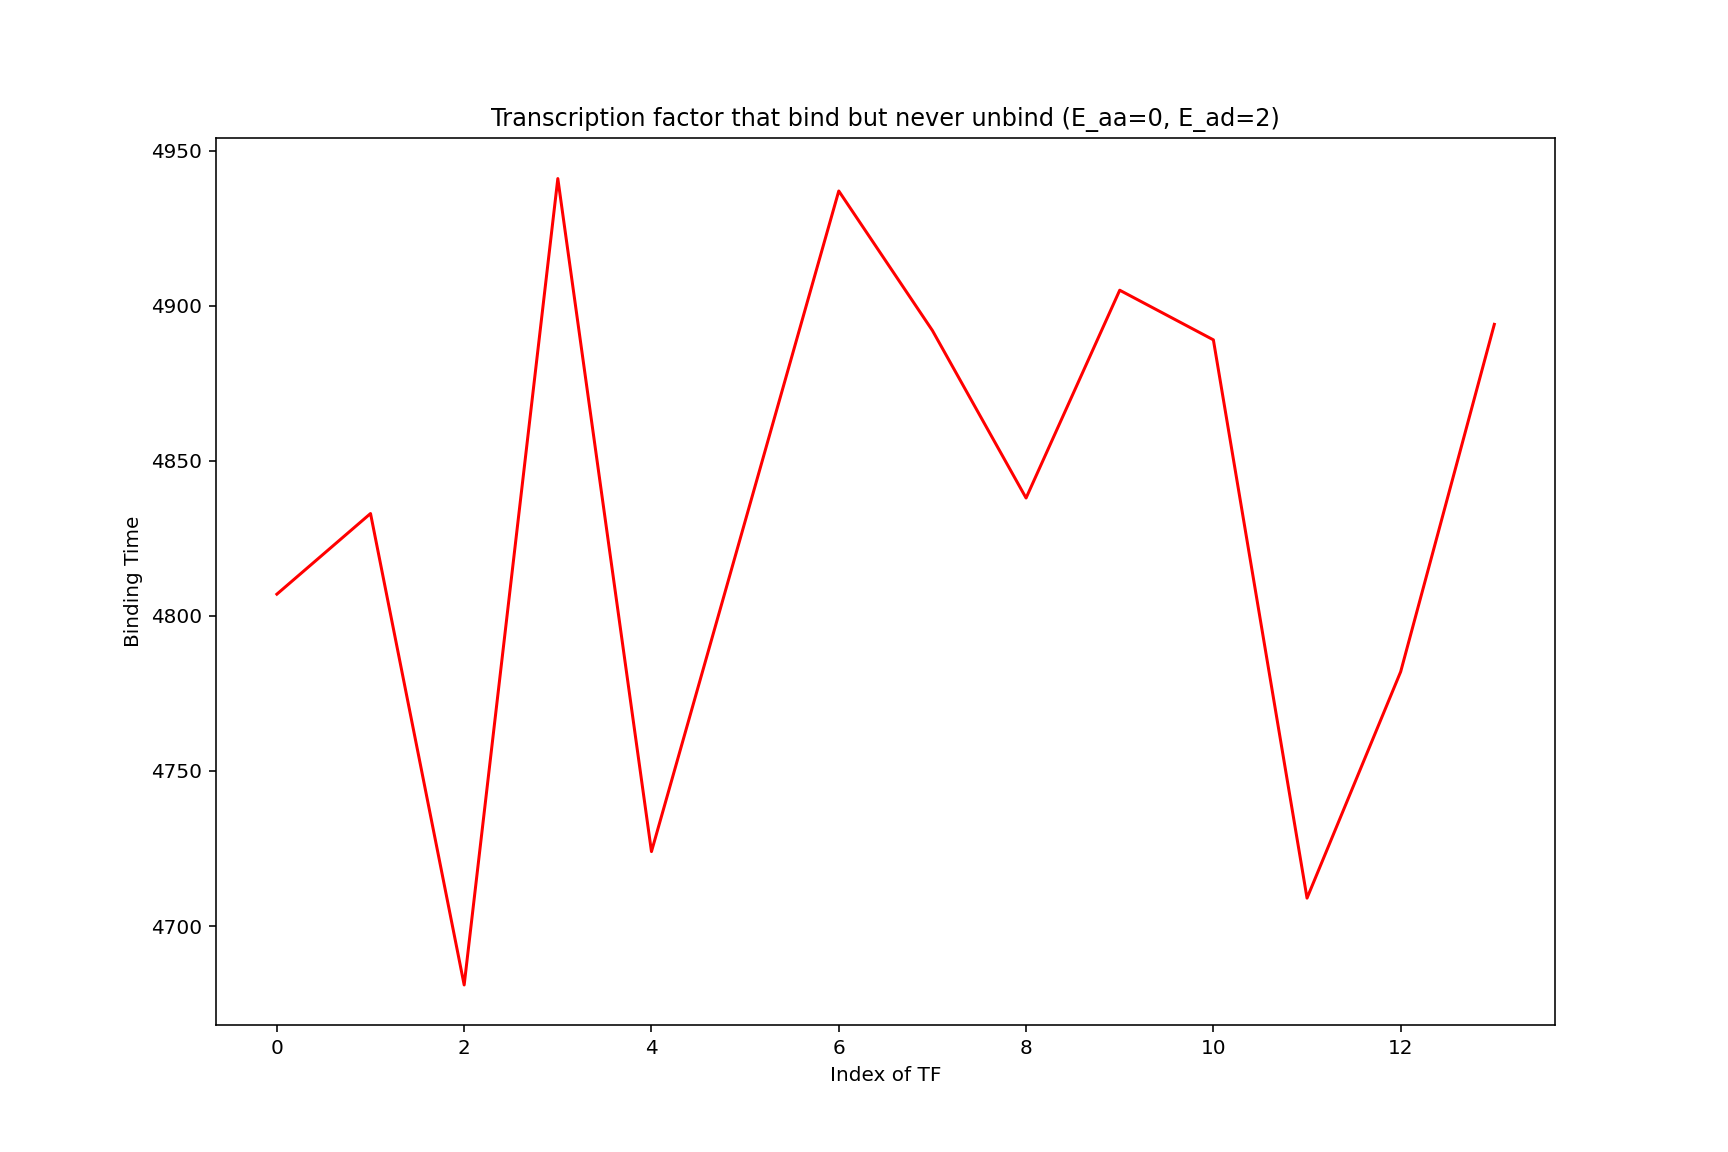 Transcription factor that bind but never unbind (E_aa=0, E_ad=2)
4950
4900
4850
4800
4750
4700
Binding Time
0 2 4 6 8 10 12
Index of TF